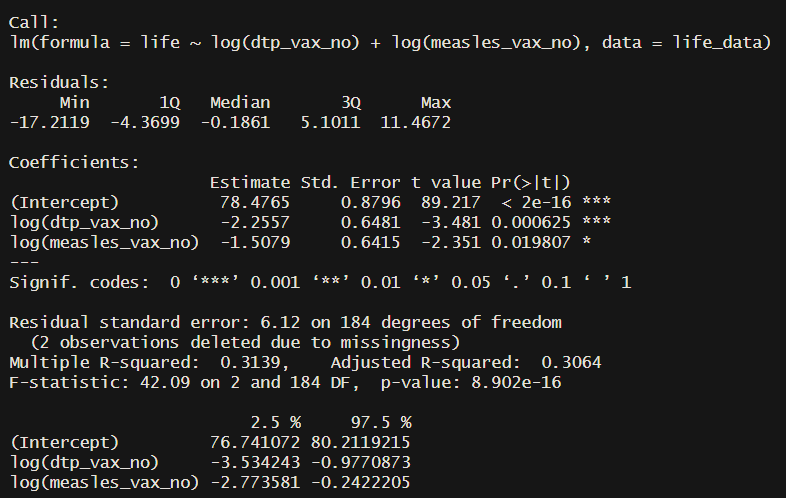 Call:
lm(formula = life ~ log(dtp_vax_no) + log(measles_vax_no), data = life_data)
Residuals:
     Min       1Q   Median       3Q      Max
-17.2119  -4.3699  -0.1861   5.1011  11.4672
Coefficients:
                    Estimate Std. Error t value Pr(>|t|)
(Intercept)          78.4765     0.8796  89.217  < 2e-16 ***
log(dtp_vax_no)      -2.2557     0.6481  -3.481 0.000625 ***
log(measles_vax_no)  -1.5079     0.6415  -2.351 0.019807 *
---
Signif. codes:  0 ‘***’ 0.001 ‘**’ 0.01 ‘*’ 0.05 ‘.’ 0.1 ‘ ’ 1
Residual standard error: 6.12 on 184 degrees of freedom
  (2 observations deleted due to missingness)
Multiple R-squared:  0.3139,	Adjusted R-squared:  0.3064
F-statistic: 42.09 on 2 and 184 DF,  p-value: 8.902e-16
                        2.5 %     97.5 %
(Intercept)         76.741072 80.2119215
log(dtp_vax_no)     -3.534243 -0.9770873
log(measles_vax_no) -2.773581 -0.2422205